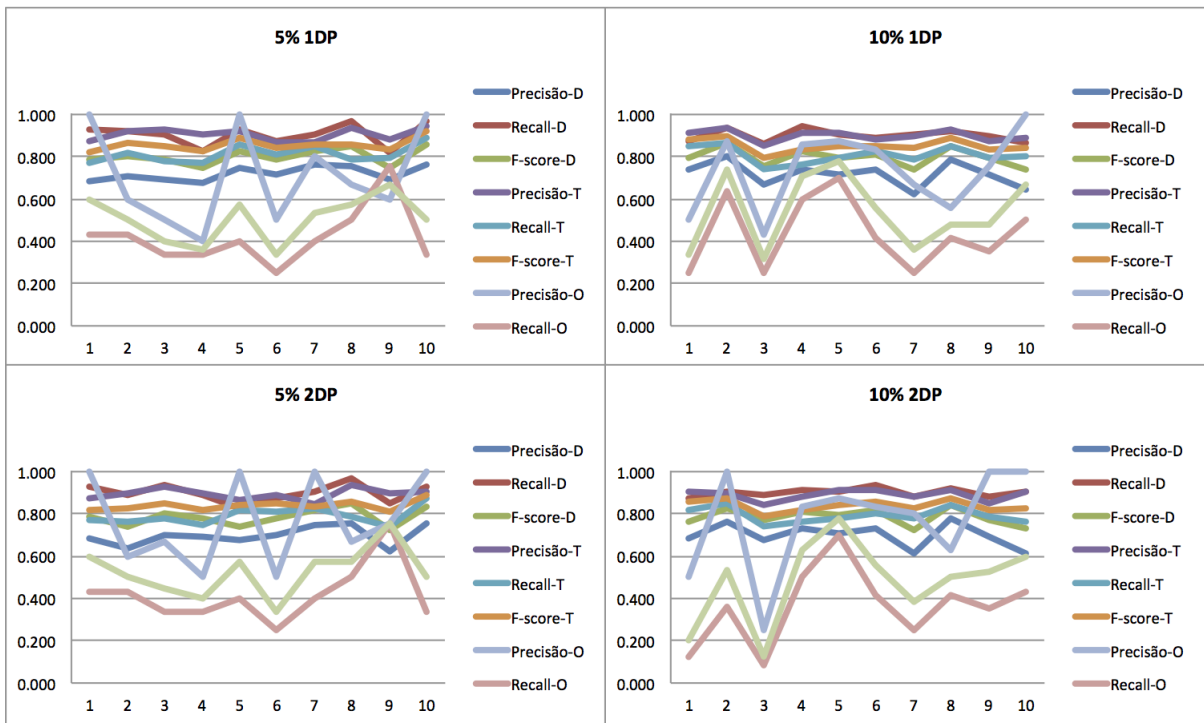 5% 1DP
1.000
0.800
0.600
0.400
0.200
0.000
1 2 3 4 5 6 7 8 9 10
Precisão-D
Recall-D
F-score-D
Precisão-T
Recall-T
F-score-T
Precisão-O
Recall-O
10% 1DP
1.000
0.800
0.600
0.400
0.200
0.000
1 2 3 4 5 6 7 8 9 10
Precisão-D
Recall-D
F-score-D
Precisão-T
Recall-T
F-score-T
Precisão-O
Recall-O
5% 2DP
1.000
0.800
0.600
0.400
0.200
0.000
1 2 3 4 5 6 7 8 9 10
Precisão-D
Recall-D
F-score-D
Precisão-T
Recall-T
F-score-T
Precisão-O
Recall-O
10% 2DP
1.000
0.800
0.600
0.400
0.200
0.000
1 2 3 4 5 6 7 8 9 10
Precisão-D
Recall-D
F-score-D
Precisão-T
Recall-T
F-score-T
Precisão-O
Recall-O